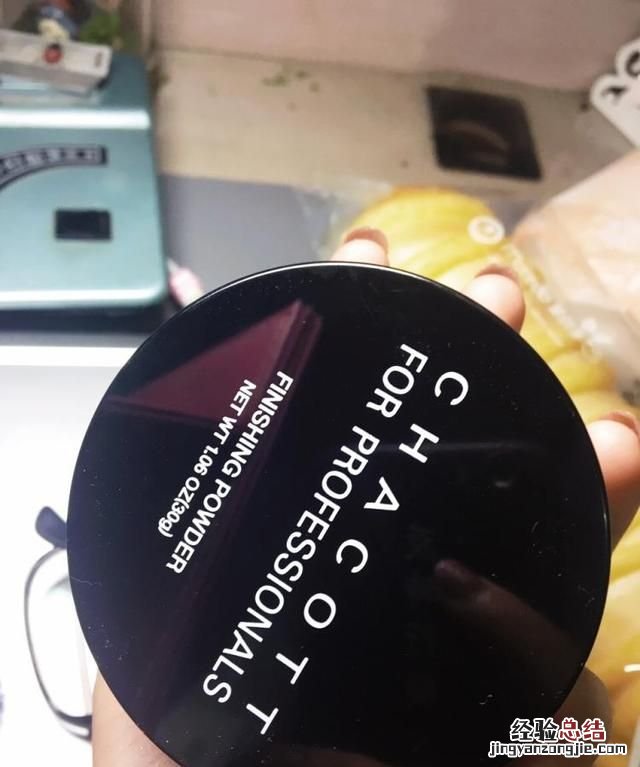 CHACOTT
FOR PROFESSIONALS
FINISHING POWDER
NET WT 1.06 OZ(30g)
经验总结
jingyanzongjie.com